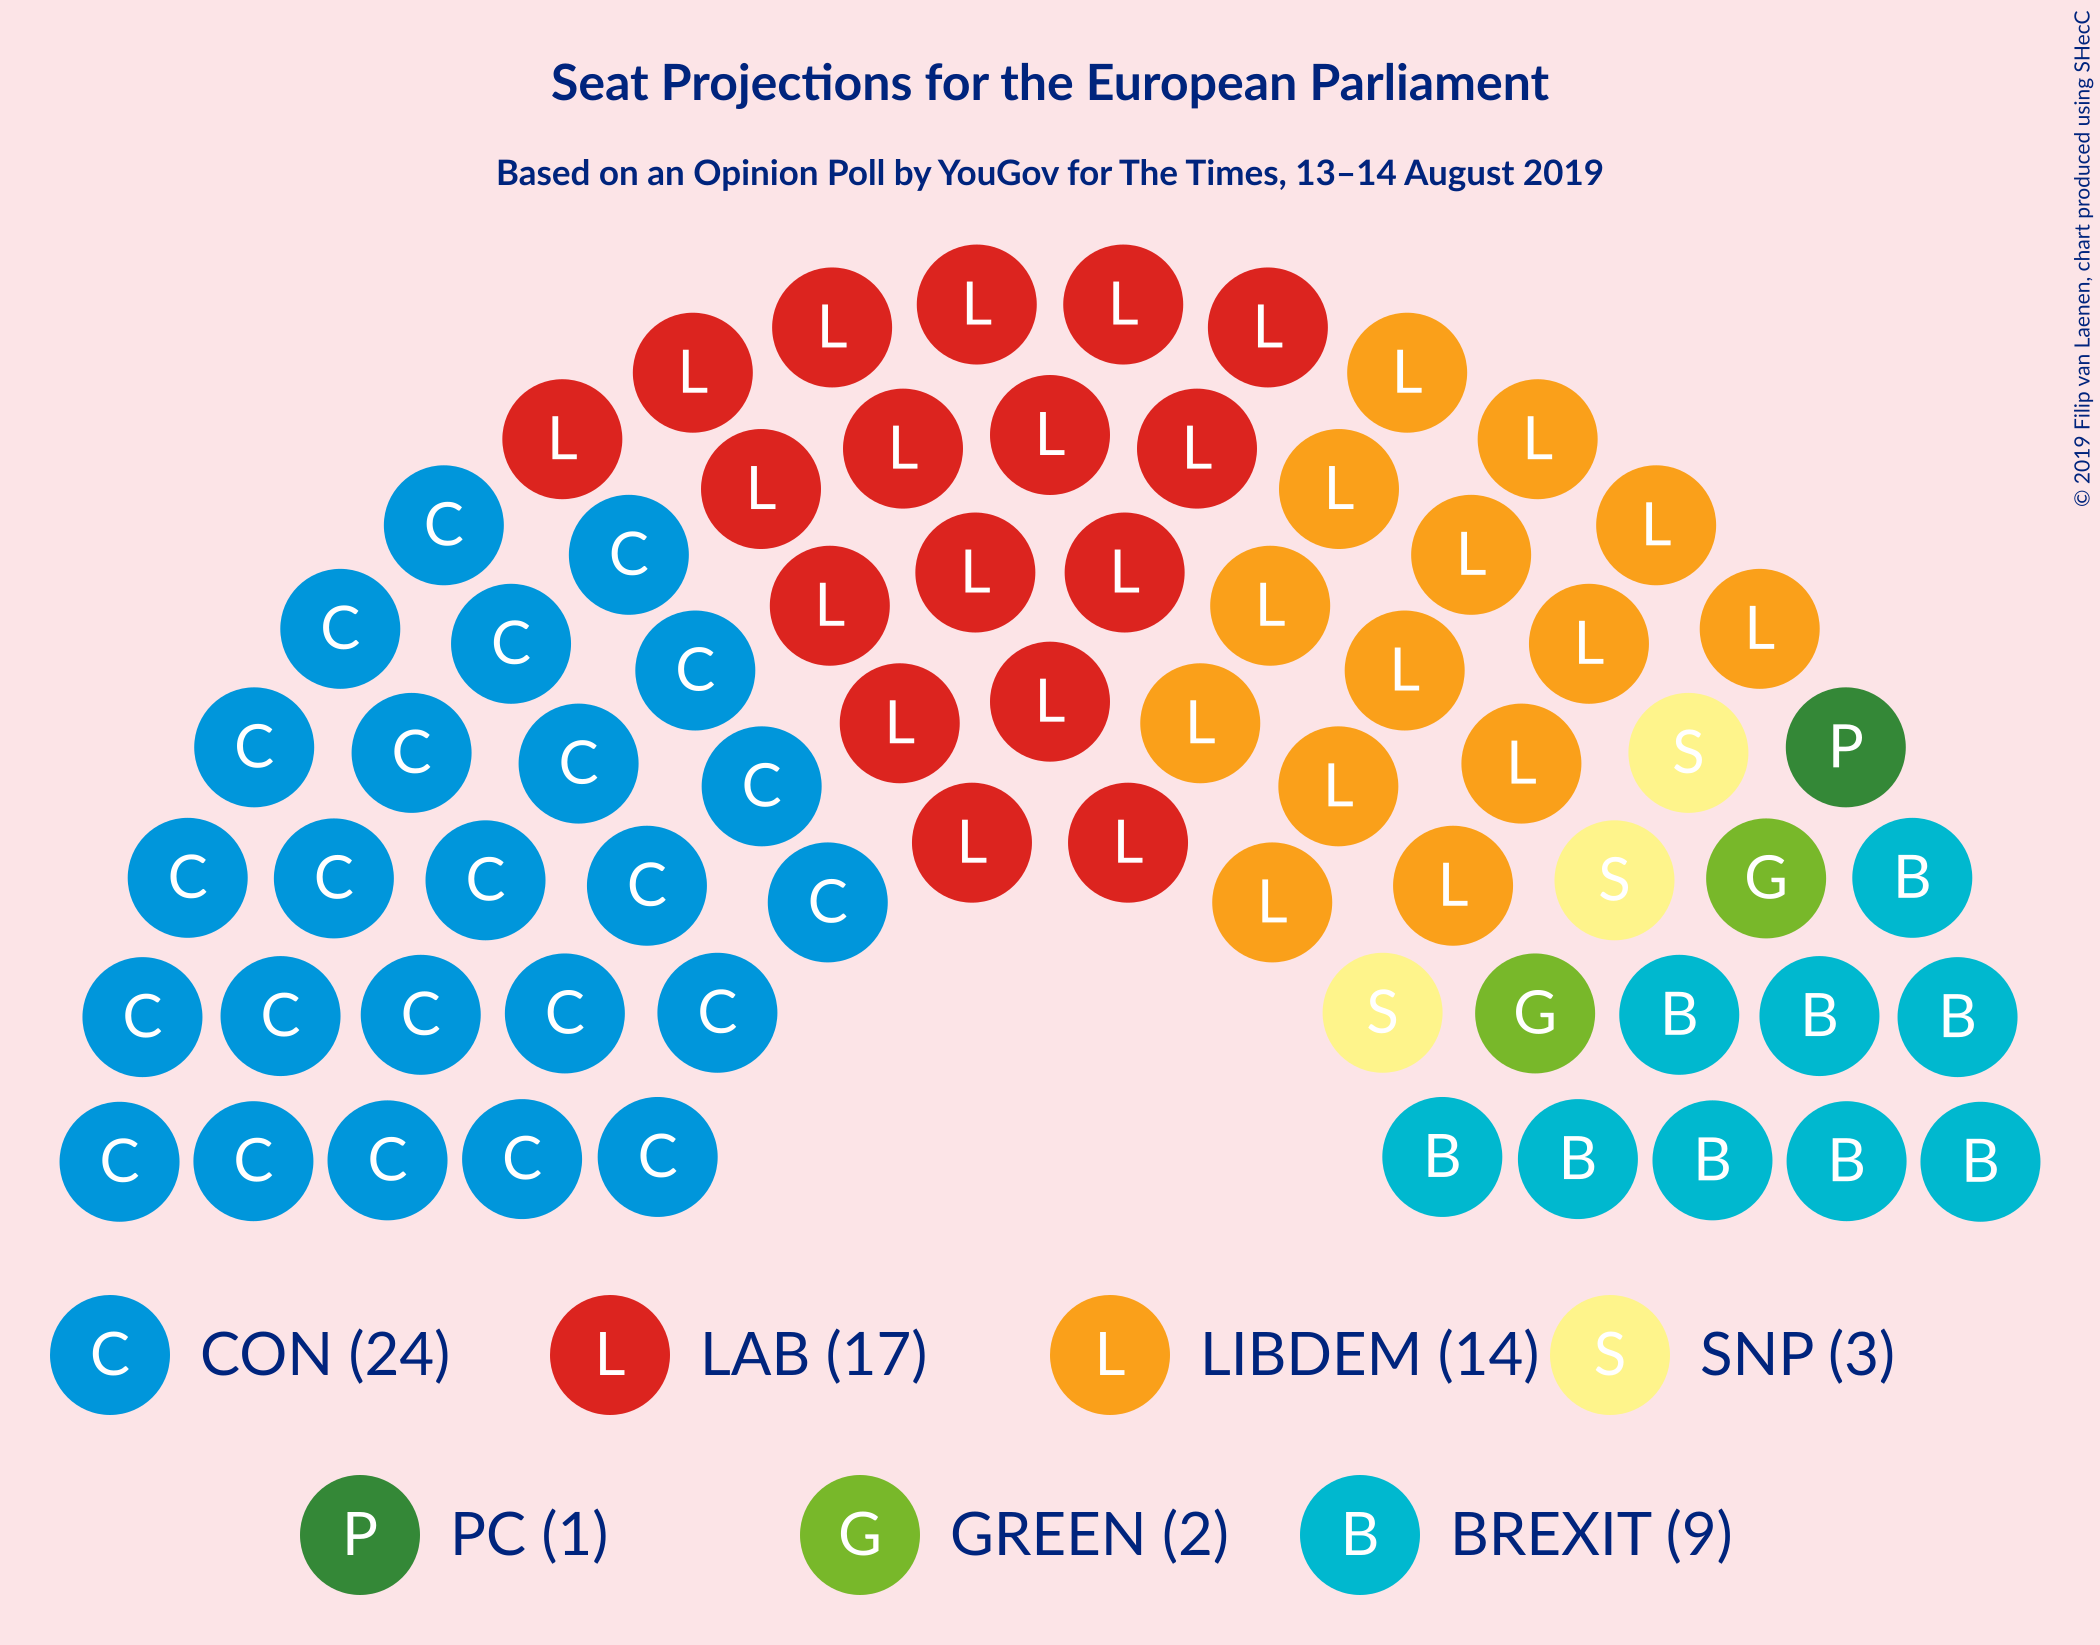 Seat Projections for the European Parliament
Based on an Opinion Poll by YouGov for The Times, 13–14 August 2019
© 2019 Filip van Laenen, chart produced using SHecC
L L L L L
L L
L L L
L L
L L
C L L L
C L L
L L L
C C L L
L L
C C L L
C C C L L
C C L S P
C C C C L L S G B
L L
C L
C C C C C S G B B B
C C C C C B B B B B
C CON (24) L LAB (17) L LIBDEM (14) S SNP (3)
P PC (1) G GREEN (2) B BREXIT (9)